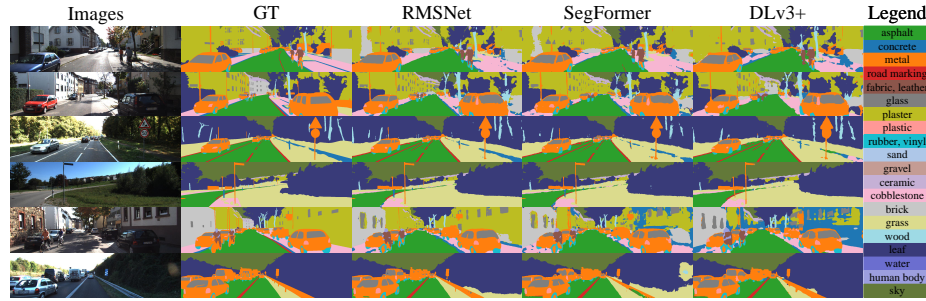 Images GT RMSNet SegFormer DLv3+ Legend
asphalt
concrete
metal
road marking
fabric, leather
glass
plaster
plastic
rubber, vinyl
sand
gravel
ceramic
cobblestone
brick
grass
wood
leaf
water
human body
sky